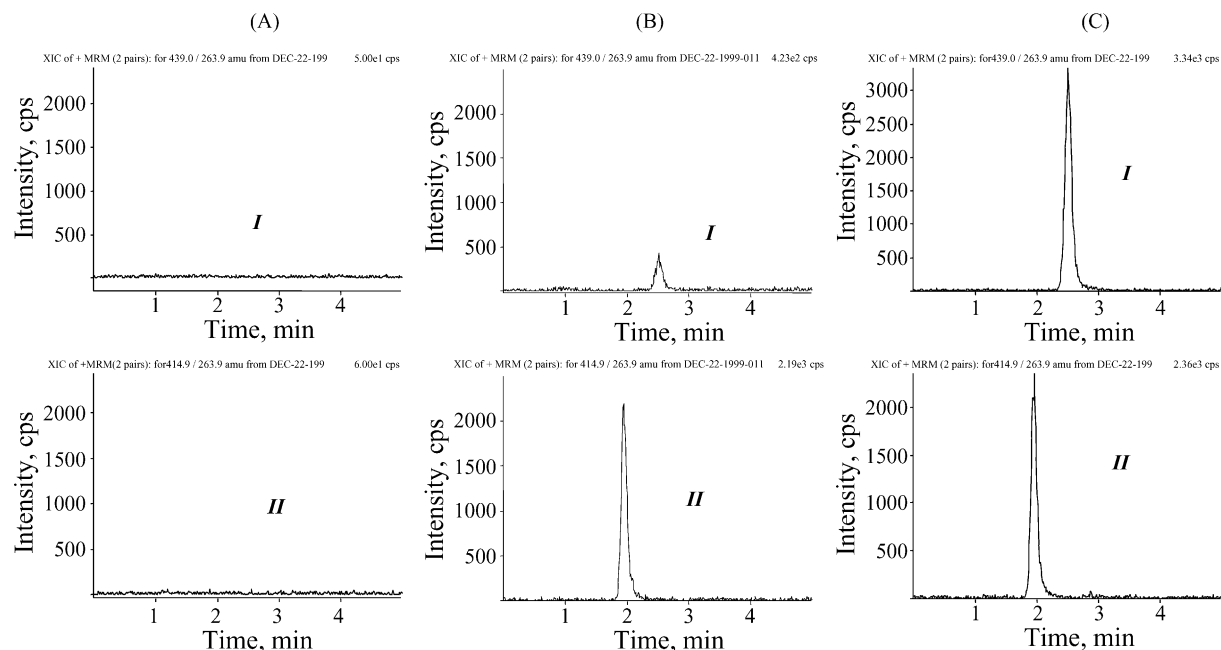 (A)
XIC of + MRM (2 pairs): for 439.0 / 263.9 amu from DEC-22-199 5.00e1 cps
Intensity, cps
2000
1500
1000
500
I
1 2 3 4
Time, min
(B)
XIC of + MRM (2 pairs): for 439.0 / 263.9 amu from DEC-22-1999-011 4.23e2 cps
Intensity, cps
2000
1500
1000
500
I
1 2 3 4
Time, min
(C)
XIC of + MRM (2 pairs): for439.0 / 263.9 amu from DEC-22-199 3.34e3 cps
Intensity, cps
3000
2500
2000
1500
1000
500
I
1 2 3 4
Time, min
XIC of +MRM(2 pairs): for414.9 / 263.9 amu from DEC-22-199 6.00e1 cps
Intensity, cps
2000
1500
1000
500
II
1 2 3 4
Time, min
XIC of + MRM (2 pairs): for 414.9 / 263.9 amu from DEC-22-1999-011 2.19e3 cps
Intensity, cps
2000
1500
1000
500
II
1 2 3 4
Time, min
XIC of + MRM (2 pairs): for414.9 / 263.9 amu from DEC-22-199 2.36e3 cps
Intensity, cps
2000
1500
1000
500
II
1 2 3 4
Time, min